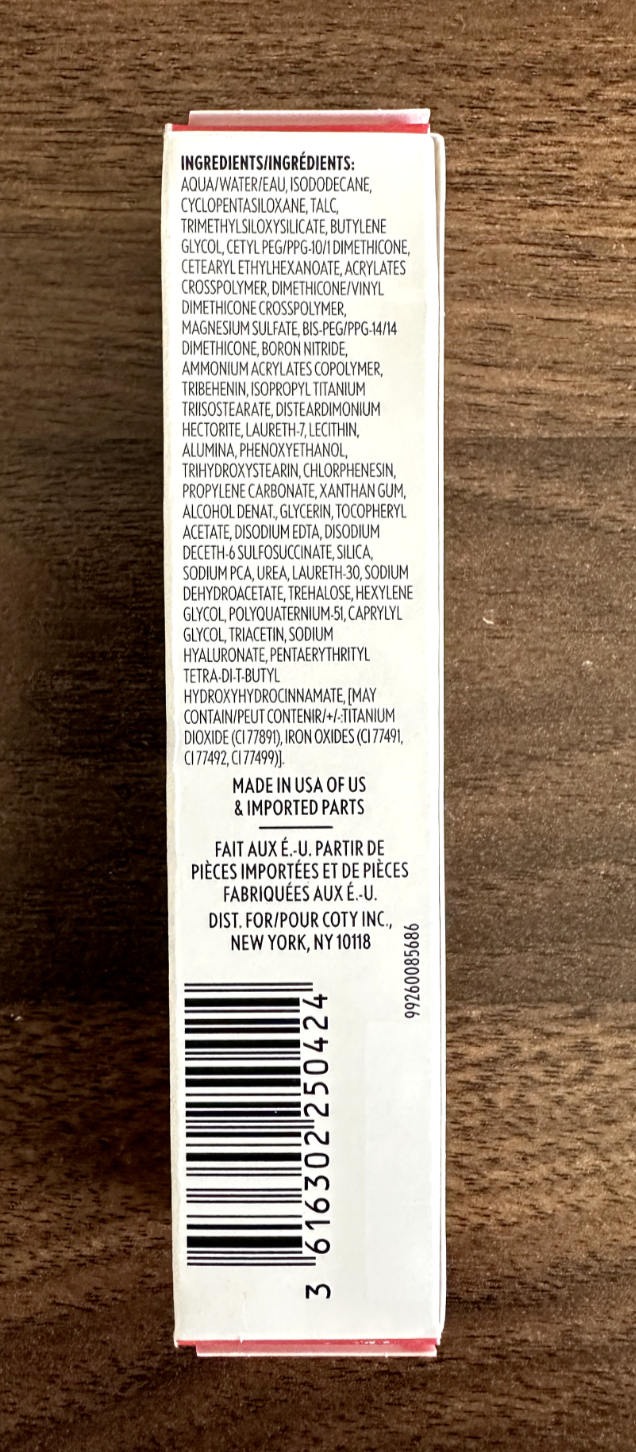 INGREDIENTS/INGRÉDIENTS:
AQUA/WATER/EAU, ISODODECANE,
CYCLOPENTASILOXANE, TALC,
TRIMETHYLSILOXYSILICATE, BUTYLENE
GLYCOL, CETYL PEG/PPG-10/1 DIMETHICONE,
CETEARYL ETHYLHEXANOATE, ACRYLATES
CROSSPOLYMER, DIMETHICONE/VINYL
DIMETHICONE CROSSPOLYMER,
MAGNESIUM SULFATE, BIS-PEG/PPG-14/14
DIMETHICONE, BORON NITRIDE,
AMMONIUM ACRYLATES COPOLYMER,
TRIBEHENIN, ISOPROPYL TITANIUM
TRIISOSTEARATE, DISTEARDIMONIUM
HECTORITE, LAURETH-7, LECITHIN,
ALUMINA, PHENOXYETHANOL,
TRIHYDROXYSTEARIN, CHLORPHENESIN,
PROPYLENE CARBONATE, XANTHAN GUM,
ALCOHOL DENAT., GLYCERIN, TOCOPHERYL
ACETATE, DISODIUM EDTA, DISODIUM
DECETH-6 SULFOSUCCINATE, SILICA,
SODIUM PCA, UREA, LAURETH-30, SODIUM
DEHYDROACETATE, TREHALOSE, HEXYLENE
GLYCOL, POLYQUATERNIUM-51, CAPRYLYL
GLYCOL, TRIACETIN, SODIUM
HYALURONATE, PENTAERYTHRITYL
TETRA-DI-T-BUTYL
HYDROXYHYDROCINNAMATE, [MAY
CONTAIN/PEUT CONTENIR/+/-:TITANIUM
DIOXIDE (CI 77891), IRON OXIDES (CI 77491,
CI 77492, CI 77499)].
MADE IN USA OF US
& IMPORTED PARTS
FAIT AUX É.-U. PARTIR DE
PIÈCES IMPORTÉES ET DE PIÈCES
FABRIQUÉES AUX É.-U.
DIST. FOR/POUR COTY INC.,
NEW YORK, NY 10118
99260085686
3 616302 250424